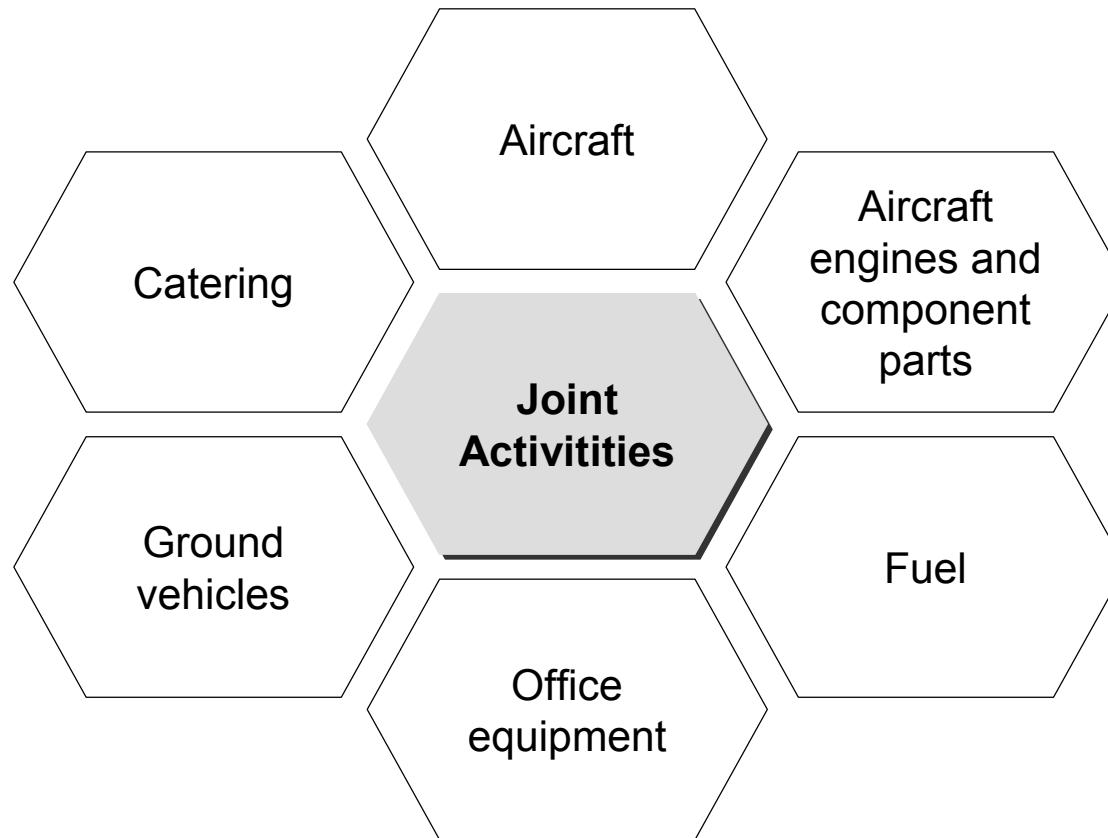 Aircraft
Aircraft
engines and
component
parts
Catering
Joint
Activitities
Ground
vehicles
Fuel
Office
equipment